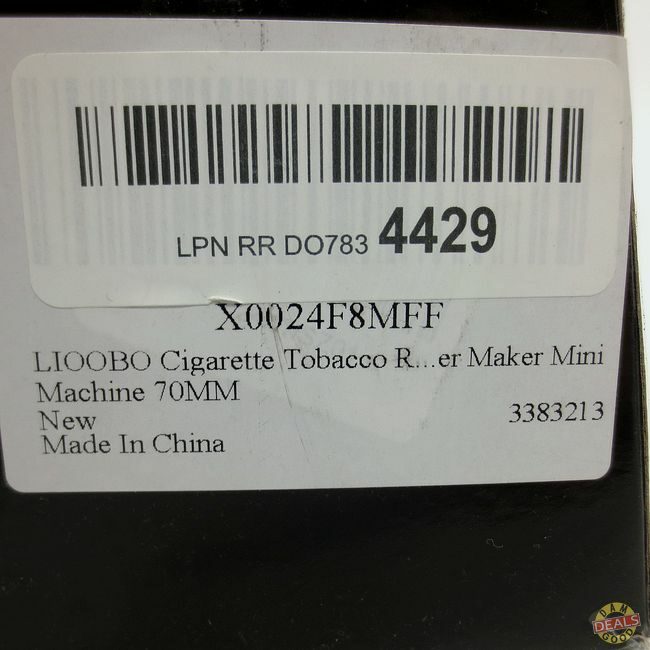 LPN RR DO783 4429
X0024F8MFF
LIOOBO Cigarette Tobacco R...er Maker Mini
Machine 70MM
New
3383213
Made In China
DAM
DEALS
GOOD